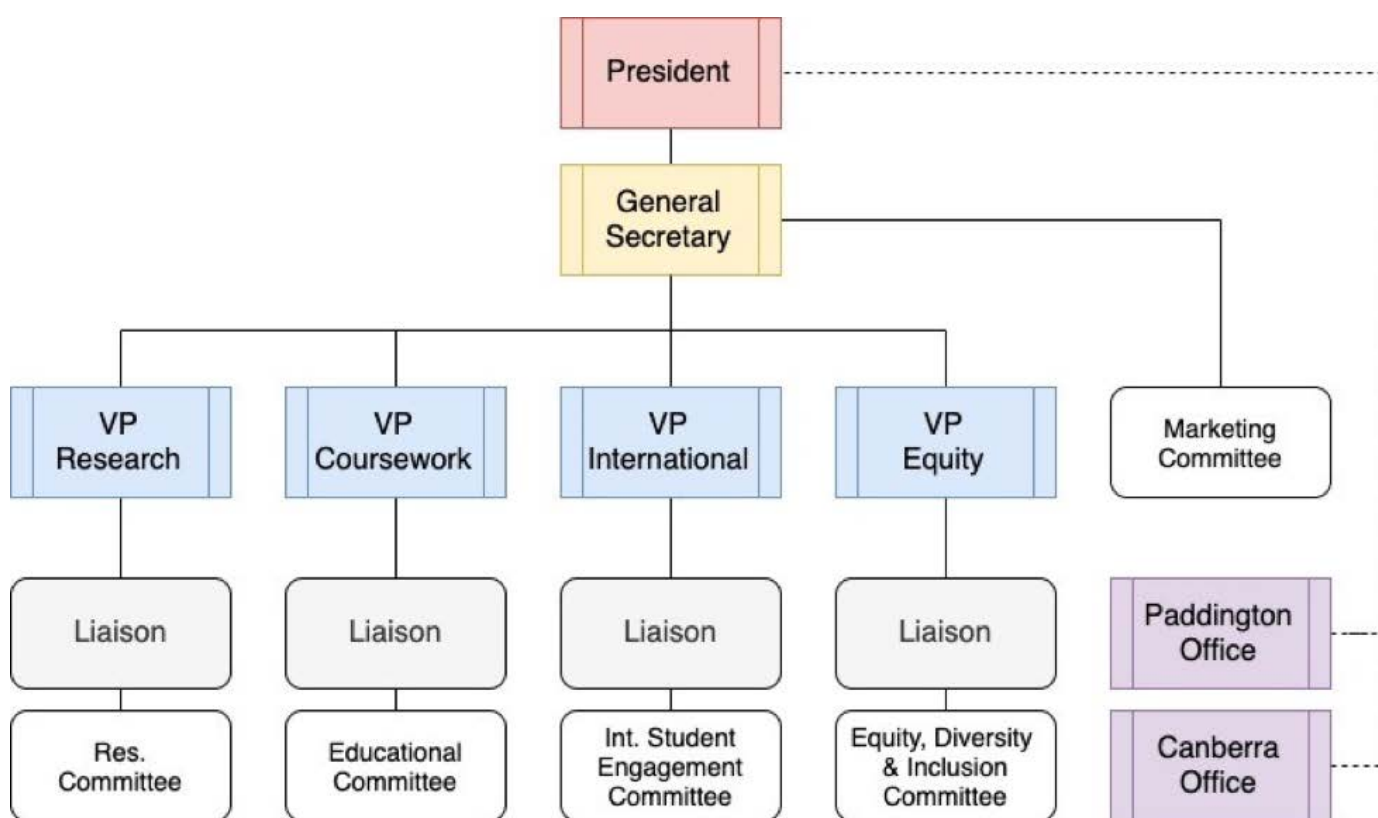 President
General
Secretary
VP
Research
VP
Coursework
VP
International
VP
Equity
Marketing
Committee
Liaison
Liaison
Liaison
Liaison
Paddington
Office
Res.
Committee
Educational
Committee
Int. Student
Engagement
Committee
Equity, Diversity
& Inclusion
Committee
Canberra
Office